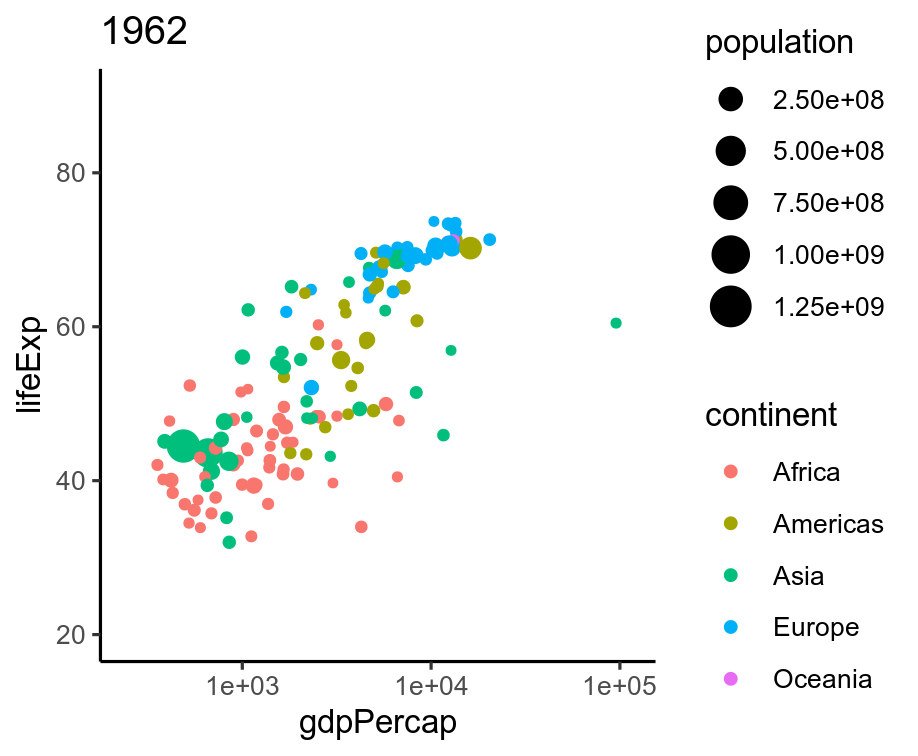 1962
80
60
40
20
lifeExp
1e+03
1e+04
1e+05
gdpPercap
population
2.50e+08
5.00e+08
7.50e+08
1.00e+09
1.25e+09
continent
Africa
Americas
Asia
Europe
Oceania